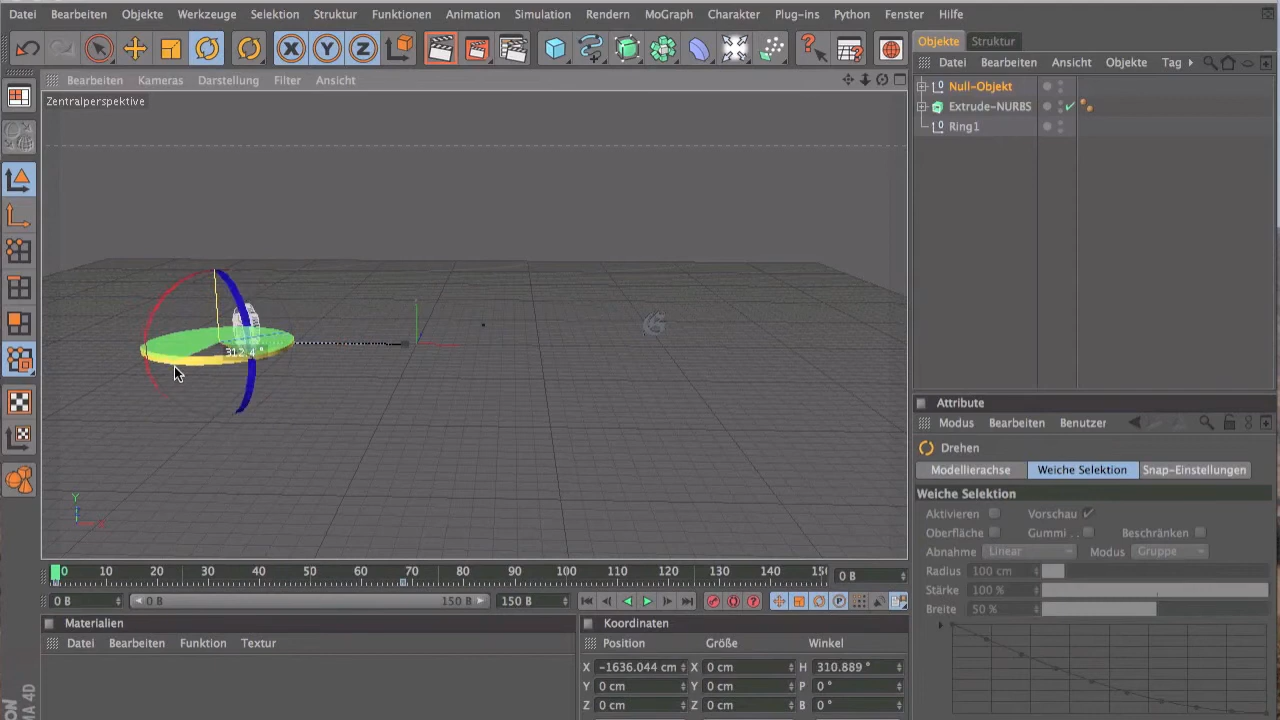 Datei Bearbeiten Objekte Werkzeuge Selektion Struktur Funktionen Animation Simulation Rendern MoGraph Charakter Plug-ins Python Fenster Hilfe
X Y Z
Objekte Struktur
Datei Bearbeiten Ansicht Objekte Tag
Bearbeiten Kameras Darstellung Filter Ansicht
Zentralperspektive
Null-Objekt
Extrude-NURBS
Ring1
312.4 °
Y
X
Attribute
Modus Bearbeiten Benutzer
Drehen
Modellierachse Weiche Selektion Snap-Einstellungen
Weiche Selektion
Aktivieren Vorschau
Oberfläche Gummi . . Beschränken
Abnahme Linear Modus Gruppe
Radius 100 cm
Stärke 100 %
Breite 50 %
0 10 20 30 40 50 60 70 80 90 100 110 120 130 140 15 0 B
0 B 0 B 150 B 150 B
Materialien
Datei Bearbeiten Funktion Textur
Koordinaten
Position Größe Winkel
X -1636.044 cm X 0 cm H 310.889 °
Y 0 cm Y 0 cm P 0 °
Z 0 cm Z 0 cm B 0 °